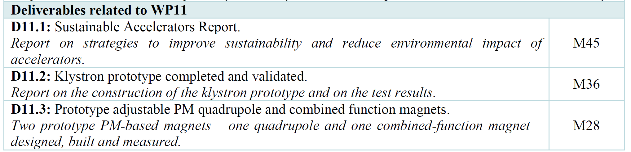 Deliverables related to WP11
D11.1: Sustainable Accelerators Report.
Report on strategies to improve sustainability and reduce environmental impact of
accelerators.
M45
D11.2: Klystron prototype completed and validated.
Report on the construction of the klystron prototype and on the test results.
M36
D11.3: Prototype adjustable PM quadrupole and combined function magnets.
Two prototype PM-based magnets one quadrupole and one combined-function magnet
designed, built and measured.
M28